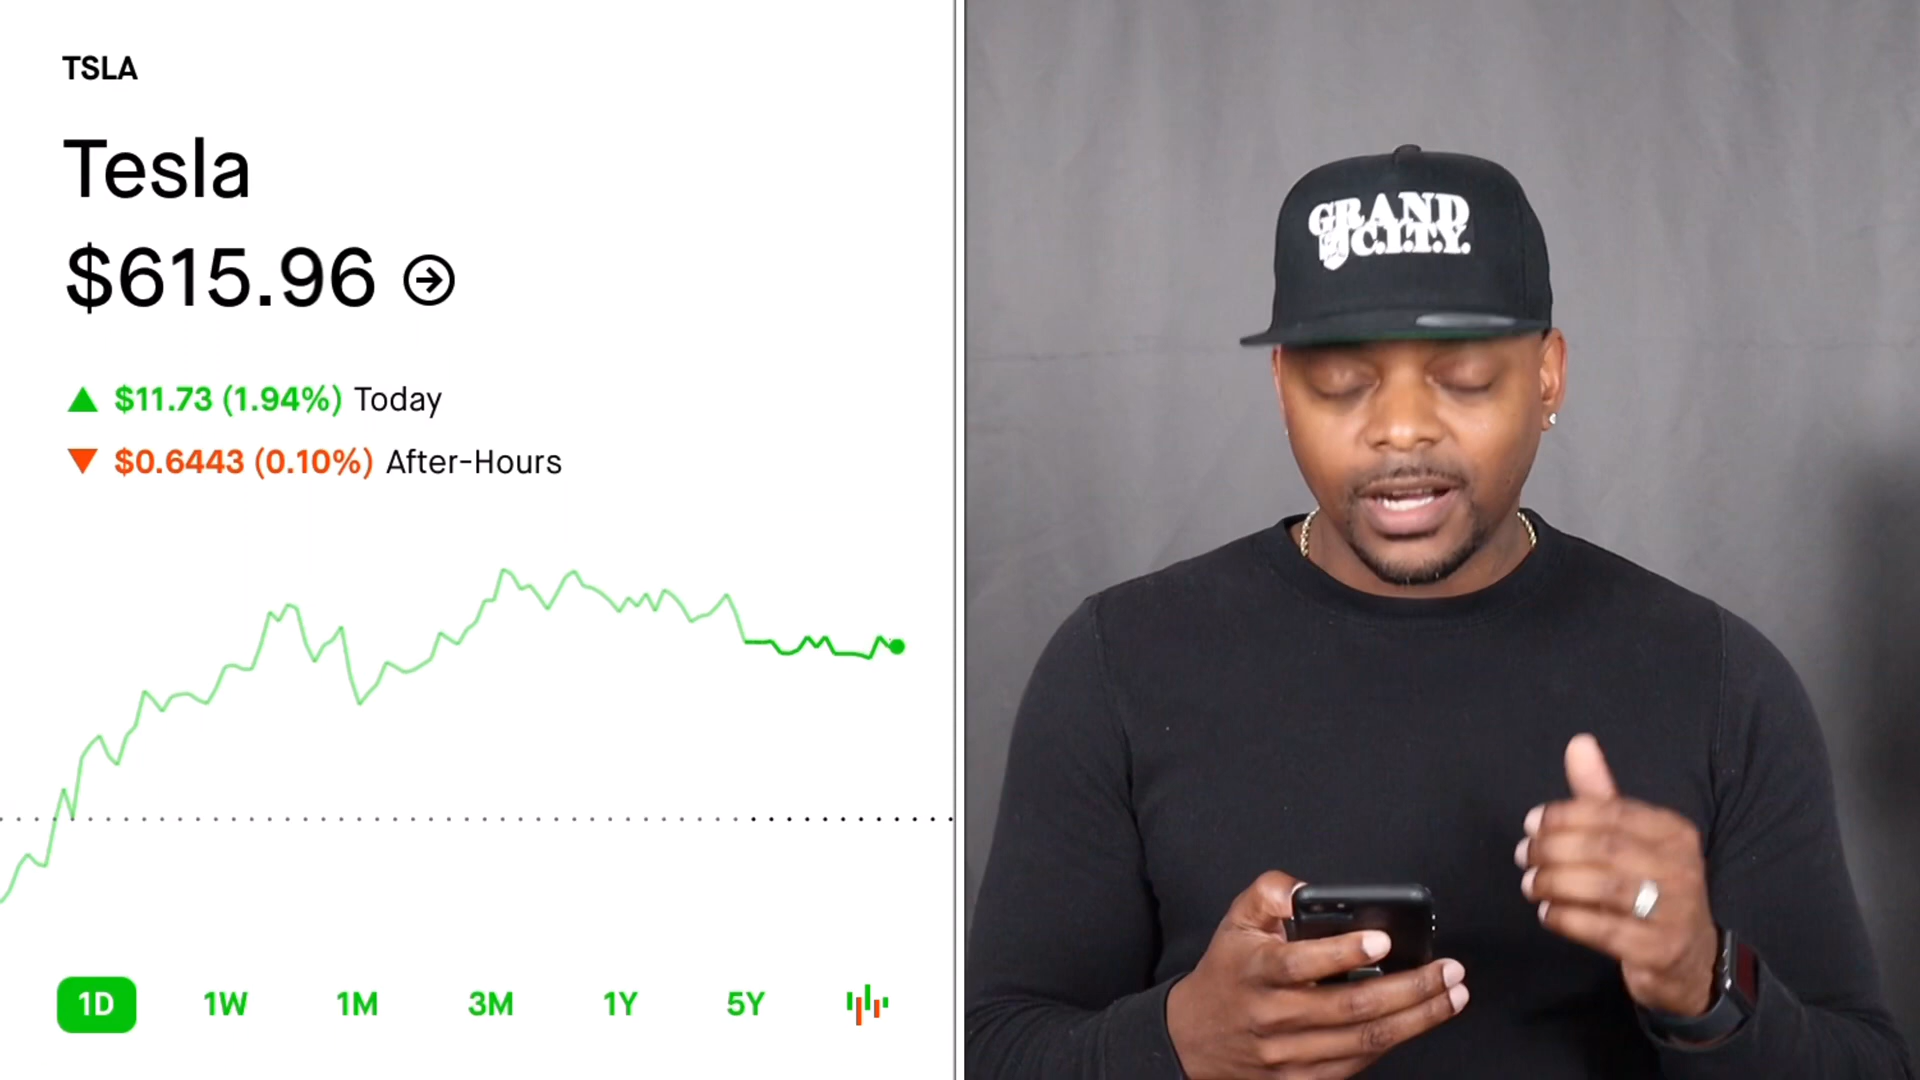 TSLA
Tesla
$615.96
$11.73 (1.94%) Today
$0.6443 (0.10%) After-Hours
1D 1W 1M 3M 1Y 5Y
GRAND
C.I.T.Y.